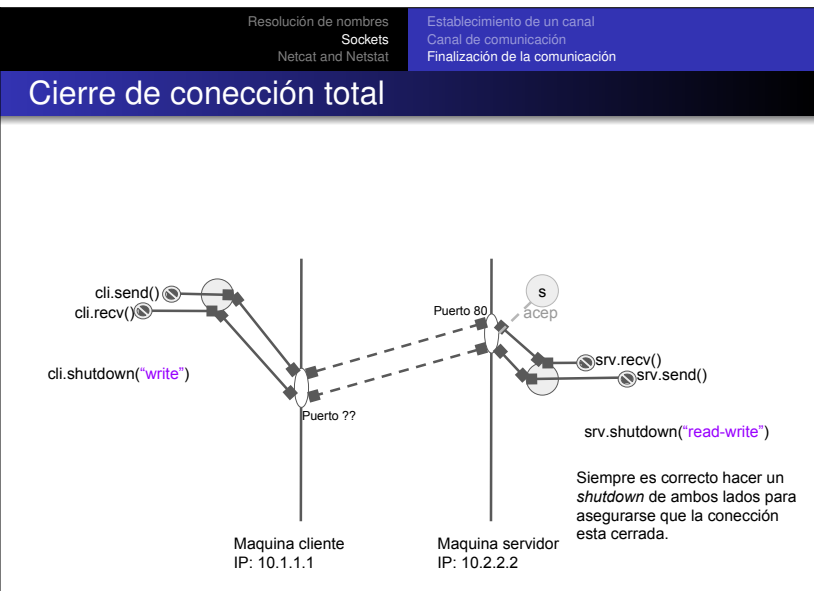 Resolución de nombres
Sockets
Netcat and Netstat
Establecimiento de un canal
Canal de comunicación
Finalización de la comunicación
Cierre de conección total
cli.send()
cli.recv()
cli.shutdown(“write”)
Puerto ??
Puerto 80
s
acep
srv.recv()
srv.send()
srv.shutdown(“read-write”)
Siempre es correcto hacer un
shutdown de ambos lados para
asegurarse que la conección
esta cerrada.
Maquina cliente
IP: 10.1.1.1
Maquina servidor
IP: 10.2.2.2